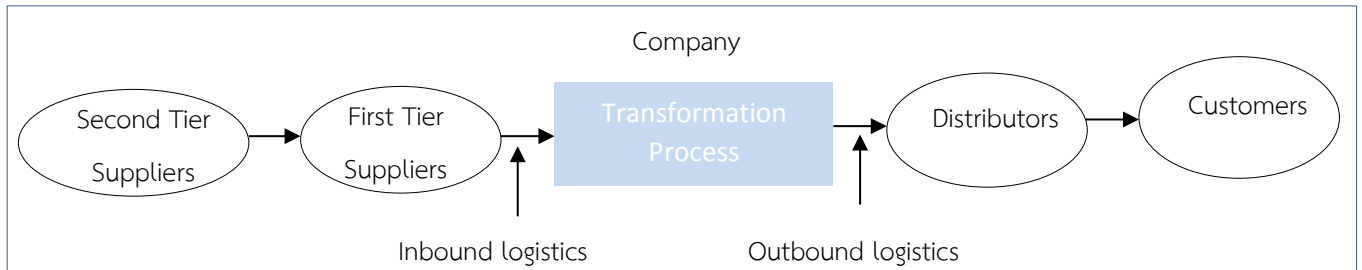 Company
Second Tier
Suppliers
First Tier
Suppliers
Transformation
Process
Distributors
Customers
Inbound logistics
Outbound logistics